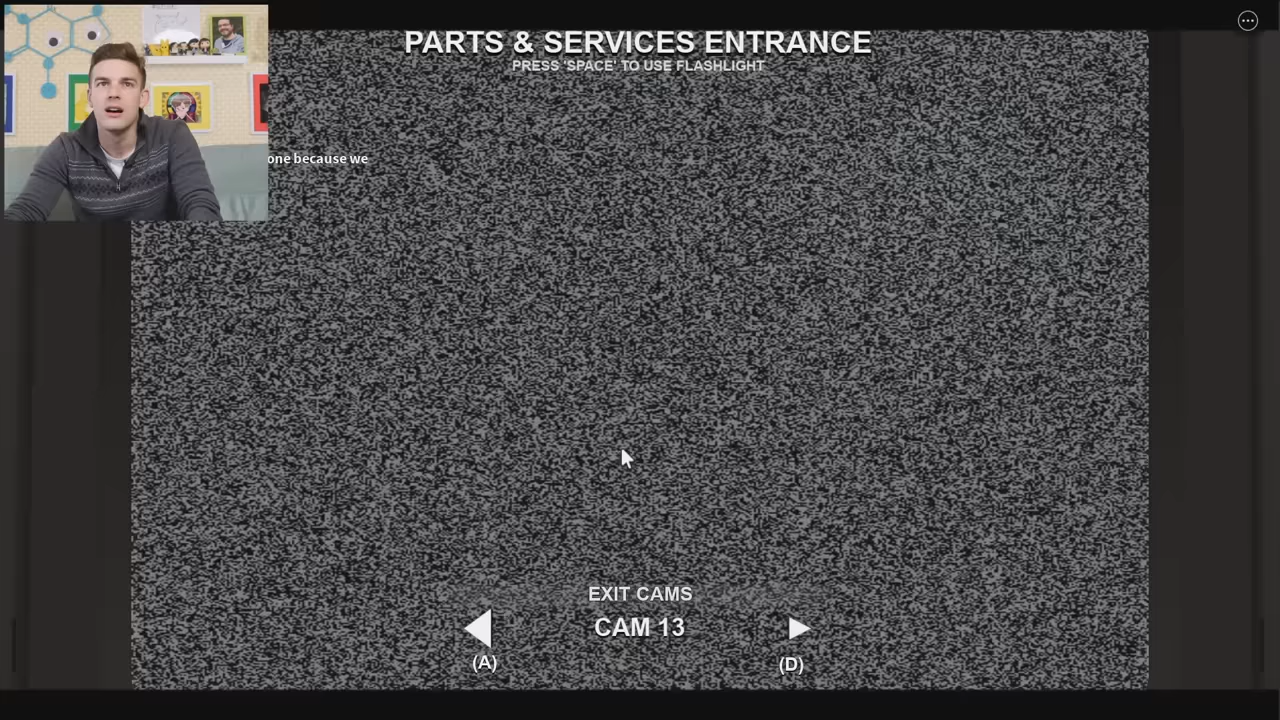 PARTS & SERVICES ENTRANCE
PRESS 'SPACE' TO USE FLASHLIGHT
one because we
EXIT CAMS
CAM 13
(A)
(D)